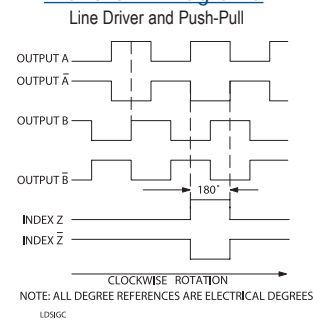 Line Driver and Push-Pull
OUTPUT A
OUTPUT A̅
OUTPUT B
OUTPUT B̅
180°
INDEX Z
INDEX Z̅
CLOCKWISE ROTATION
NOTE: ALL DEGREE REFERENCES ARE ELECTRICAL DEGREES
LDSIGC